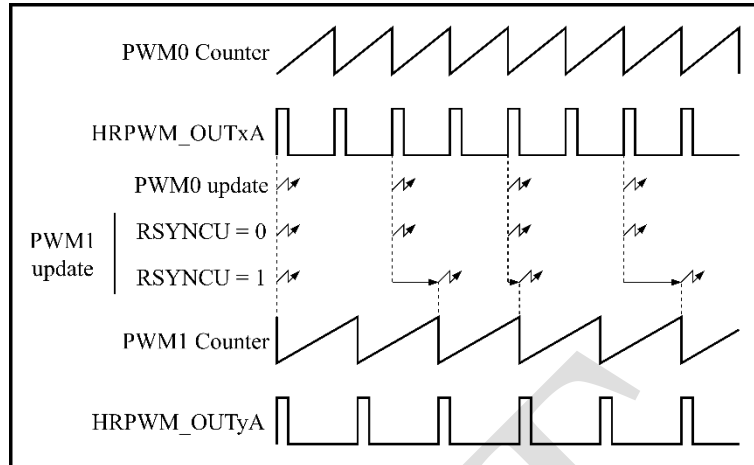 PWM0 Counter
HRPWM_OUTxA
PWM0 update
PWM1 update
RSYNCU = 0
RSYNCU = 1
PWM1 Counter
HRPWM_OUTyA